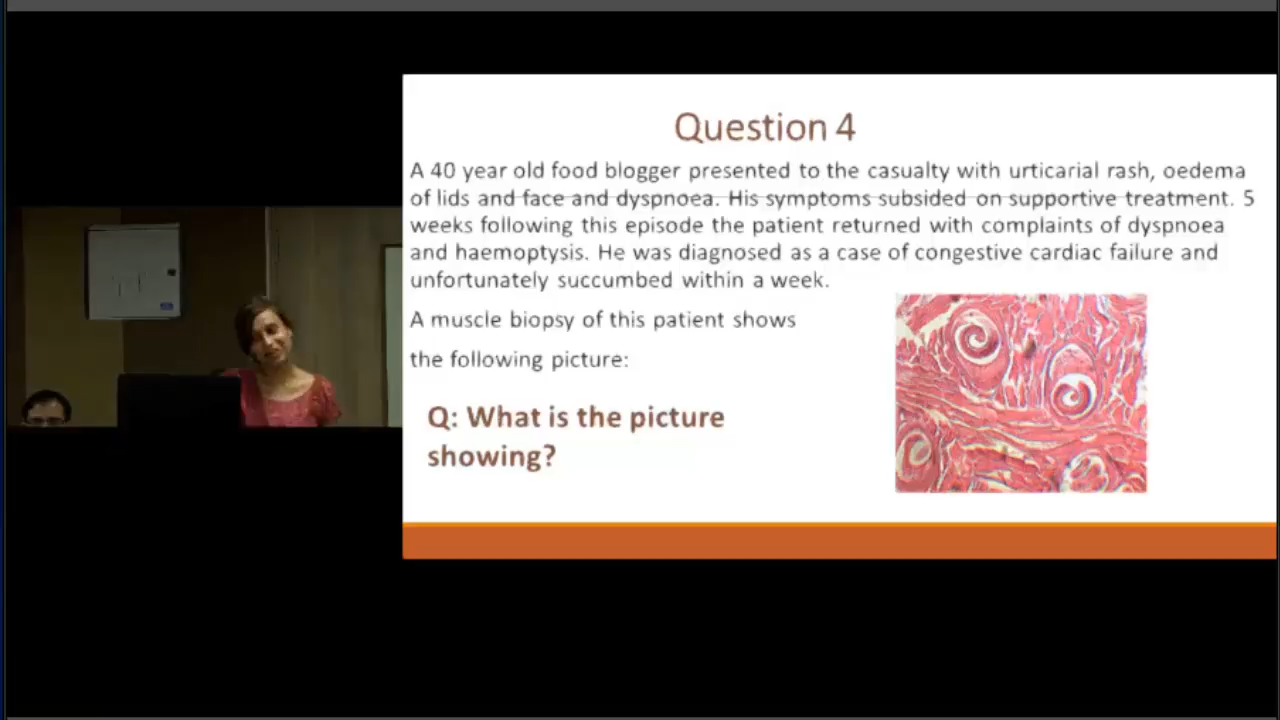 Question 4
A 40 year old food blogger presented to the casualty with urticarial rash, oedema
of lids and face and dyspnoea. His symptoms subsided on supportive treatment. 5
weeks following this episode the patient returned with complaints of dyspnoea
and haemoptysis. He was diagnosed as a case of congestive cardiac failure and
unfortunately succumbed within a week.
A muscle biopsy of this patient shows
the following picture:
Q: What is the picture
showing?